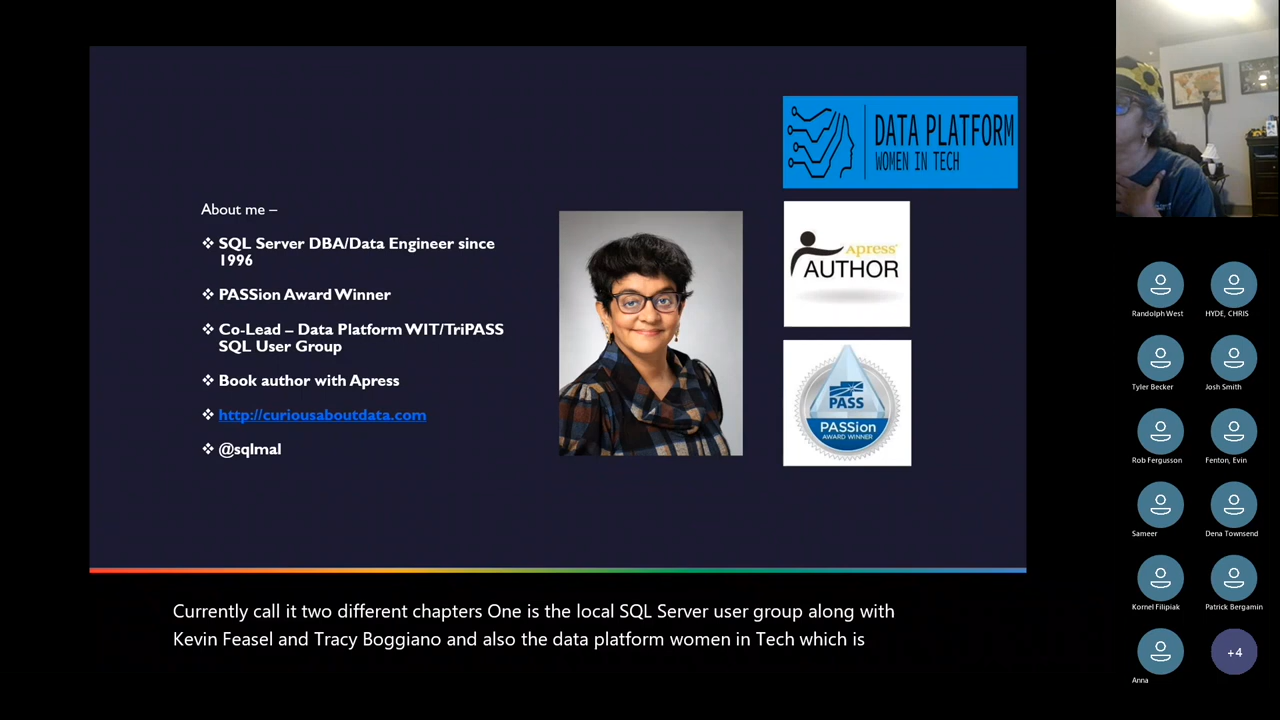 DATA PLATFORM
WOMEN IN TECH
About me –
❖ SQL Server DBA/Data Engineer since
1996
❖ PASSion Award Winner
❖ Co-Lead – Data Platform WIT/TriPASS
SQL User Group
❖ Book author with Apress
❖ http://curiousaboutdata.com
❖ @sqlmal
Apress®
AUTHOR
PASS
PASSion
AWARD WINNER
Currently call it two different chapters One is the local SQL Server user group along with
Kevin Feasel and Tracy Boggiano and also the data platform women in Tech which is
Randolph West
HYDE, CHRIS
Tyler Becker
Josh Smith
Rob Fergusson
Fenton, Evin
Sameer
Dena Townsend
Kornel Filipiak
Patrick Bergamin
Anna
+4